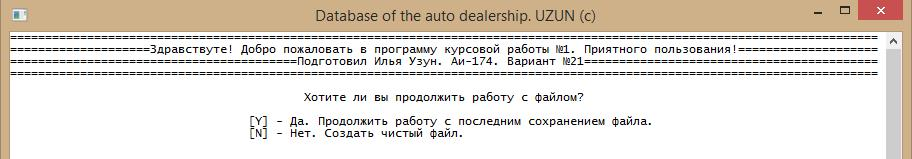 Database of the auto dealership. UZUN (c)
====================================================================================================================
=====================Здравствуте! Добро пожаловать в программу курсовой работы №1. Приятного пользования!=====================
=========================================Подготовил Илья Узун. Аи-174. Вариант №21=========================================
====================================================================================================================
Хотите ли вы продолжить работу с файлом?
[Y] - Да. Продолжить работу с последним сохранением файла.
[N] - Нет. Создать чистый файл.